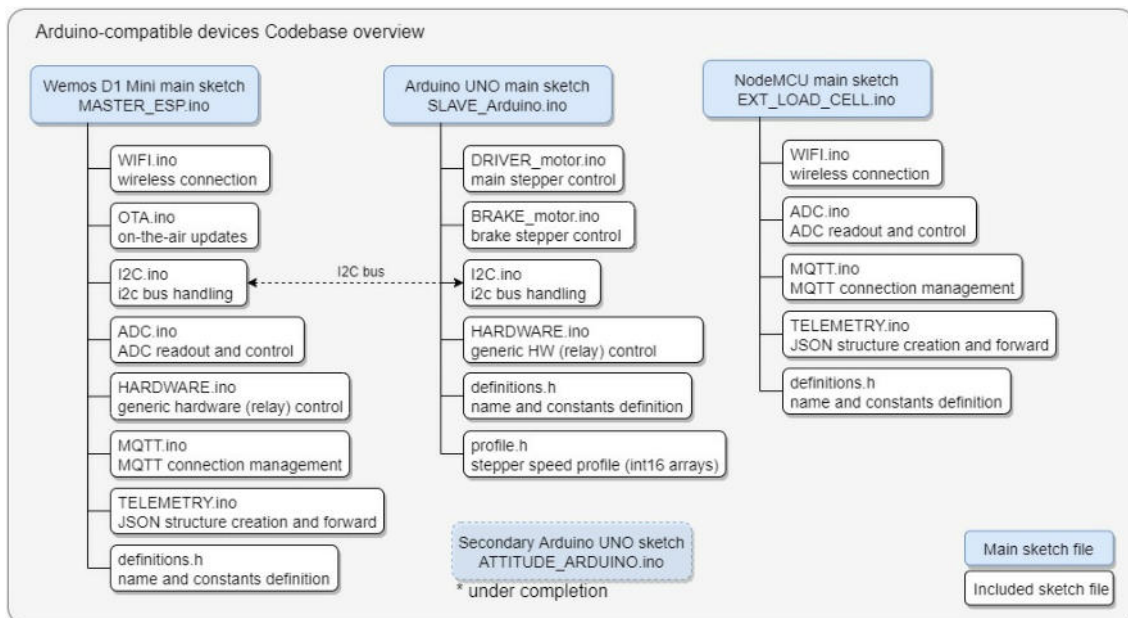 Arduino-compatible devices Codebase overview
Wemos D1 Mini main sketch
MASTER_ESP.ino
WIFI.ino
wireless connection
OTA.ino
on-the-air updates
I2C.ino
i2c bus handling
ADC.ino
ADC readout and control
HARDWARE.ino
generic hardware (relay) control
MQTT.ino
MQTT connection management
TELEMETRY.ino
JSON structure creation and forward
definitions.h
name and constants definition
I2C bus
Arduino UNO main sketch
SLAVE_Arduino.ino
DRIVER_motor.ino
main stepper control
BRAKE_motor.ino
brake stepper control
I2C.ino
i2c bus handling
HARDWARE.ino
generic HW (relay) control
definitions.h
name and constants definition
profile.h
stepper speed profile (int16 arrays)
Secondary Arduino UNO sketch
ATTITUDE_ARDUINO.ino
* under completion
NodeMCU main sketch
EXT_LOAD_CELL.ino
WIFI.ino
wireless connection
ADC.ino
ADC readout and control
MQTT.ino
MQTT connection management
TELEMETRY.ino
JSON structure creation and forward
definitions.h
name and constants definition
Main sketch file
Included sketch file